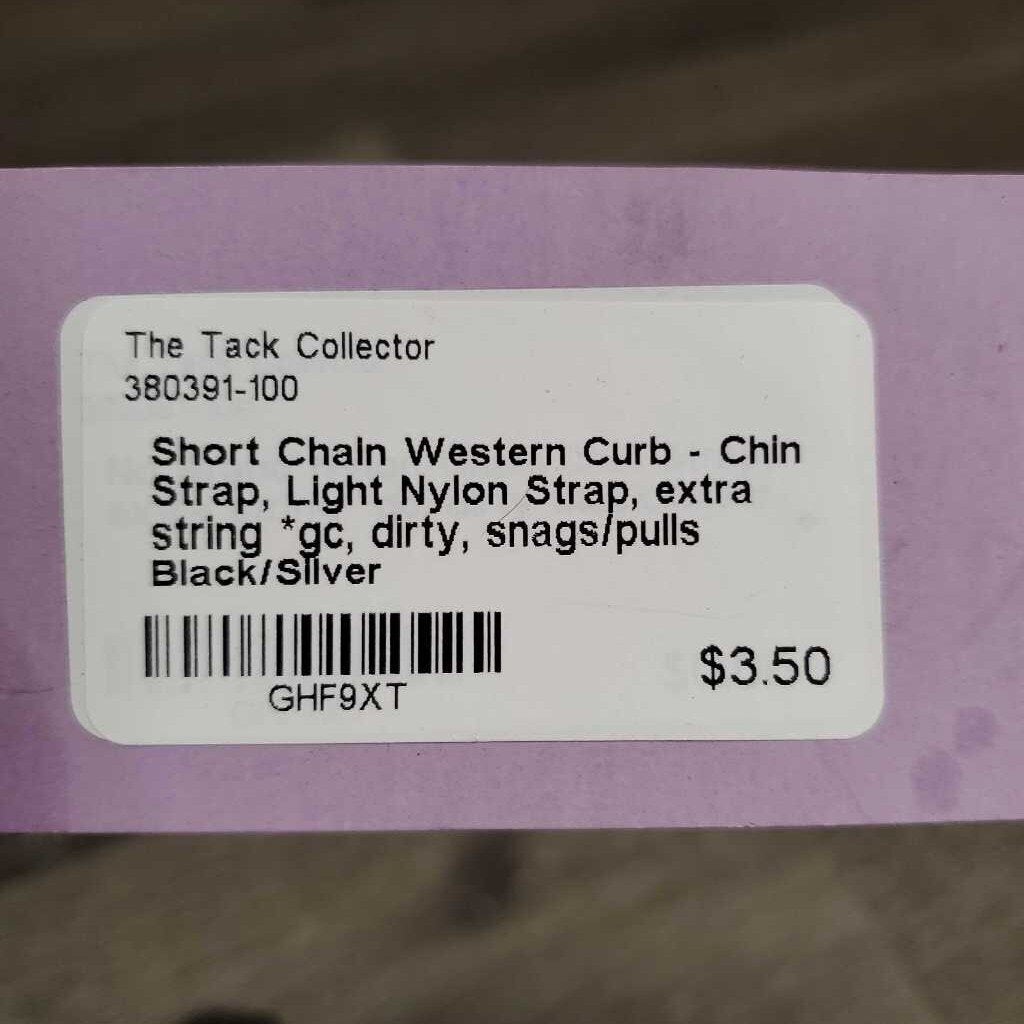 The Tack Collector
380391-100
Short Chain Western Curb - Chin
Strap, Light Nylon Strap, extra
string *gc, dirty, snags/pulls
Black/Silver
GHF9XT
$3.50